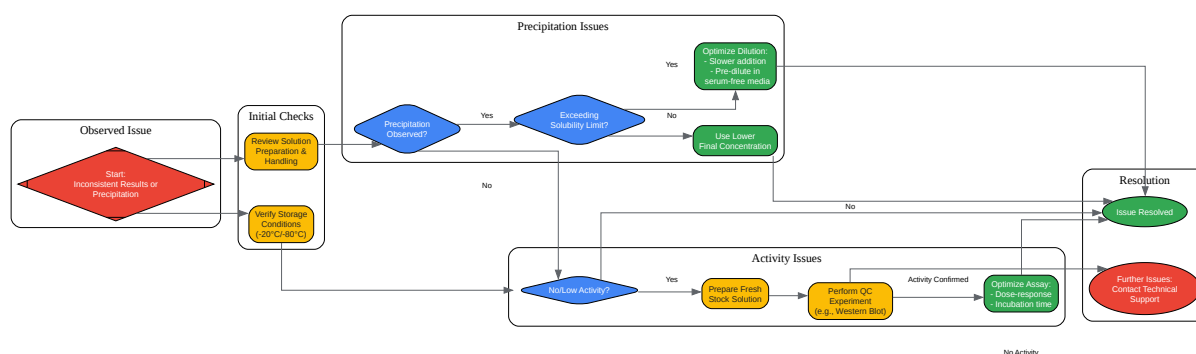 Precipitation Issues
Optimize Dilution:
- Slower addition
- Pre-dilute in
serum-free media
Yes
Initial Checks
Observed Issue
Precipitation
Observed?
Yes
Exceeding
Solubility Limit?
No
Review Solution
Preparation &
Handling
Use Lower
Final Concentration
Start:
Inconsistent Results or
Precipitation
No
Resolution
Verify Storage
Conditions
(-20°C/-80°C)
No
Issue Resolved
Activity Issues
No/Low Activity?
Yes
Prepare Fresh
Stock Solution
Perform QC
Experiment
(e.g., Western Blot)
Activity Confirmed
Optimize Assay:
- Dose-response
- Incubation time
Further Issues:
Contact Technical
Support
No Activity